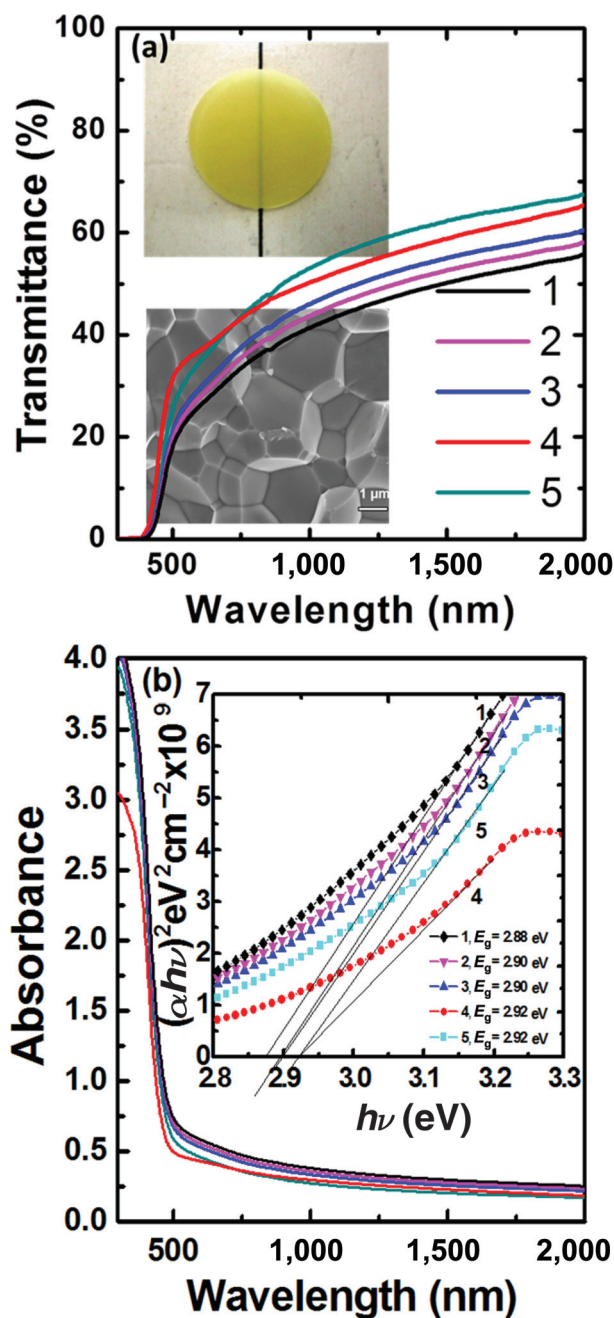 (a)
100
80
60
40
20
0
Transmittance (%)
1
2
3
4
5
1 μm
500 1,000 1,500 2,000
Wavelength (nm)
(b)
4.0
3.5
3.0
2.5
2.0
1.5
1.0
0.5
0.0
Absorbance
7
6
5
4
3
2
1
0
(αhν)²eV²cm⁻²x10⁹
1
2
3
5
4
1, Eg = 2.88 eV
2, Eg = 2.90 eV
3, Eg = 2.90 eV
4, Eg = 2.92 eV
5, Eg = 2.92 eV
2.8 2.9 3.0 3.1 3.2 3.3
hν (eV)
500 1,000 1,500 2,000
Wavelength (nm)